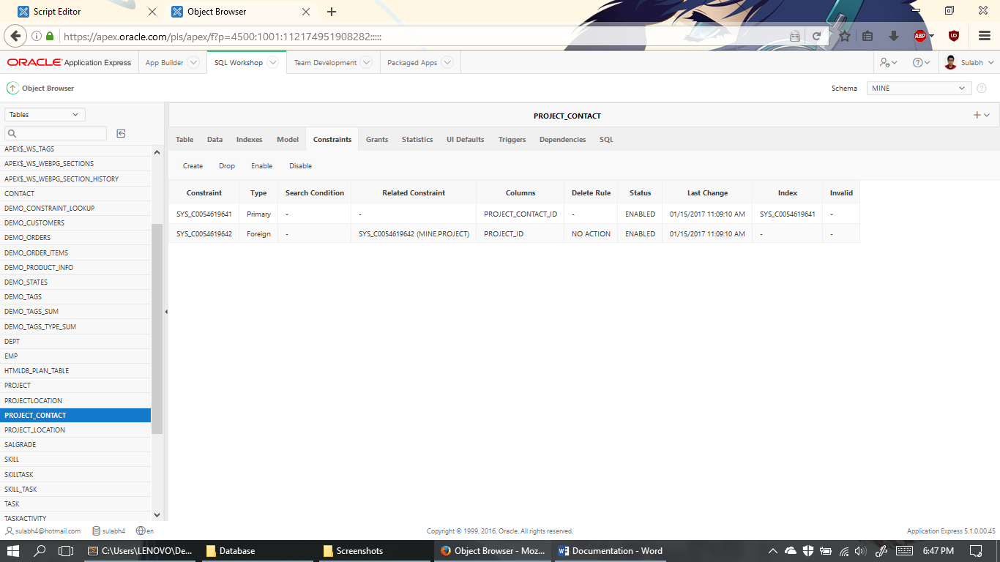 Script Editor
Object Browser
https://apex.oracle.com/pls/apex/f?p=4500:1001:112174951908282:::::
ABP
ORACLE Application Express
App Builder
SQL Workshop
Team Development
Packaged Apps
Sulabh
Object Browser
Schema
MINE
Tables
PROJECT_CONTACT
Table Data Indexes Model Constraints Grants Statistics UI Defaults Triggers Dependencies SQL
Create Drop Enable Disable
Constraint Type Search Condition Related Constraint Columns Delete Rule Status Last Change Index Invalid
SYS_C0054619641 Primary - - PROJECT_CONTACT_ID - ENABLED 01/15/2017 11:09:10 AM SYS_C0054619641 -
SYS_C0054619642 Foreign - SYS_C0054619642 (MINE.PROJECT) PROJECT_ID NO ACTION ENABLED 01/15/2017 11:09:10 AM - -
APEX$_WS_TAGS
APEX$_WS_WEBPG_SECTIONS
APEX$_WS_WEBPG_SECTION_HISTORY
CONTACT
DEMO_CONSTRAINT_LOOKUP
DEMO_CUSTOMERS
DEMO_ORDERS
DEMO_ORDER_ITEMS
DEMO_PRODUCT_INFO
DEMO_STATES
DEMO_TAGS
DEMO_TAGS_SUM
DEMO_TAGS_TYPE_SUM
DEPT
EMP
HTMLDB_PLAN_TABLE
PROJECT
PROJECTLOCATION
PROJECT_CONTACT
PROJECT_LOCATION
SALGRADE
SKILL
SKILLTASK
SKILL_TASK
TASK
TASKACTIVITY
sulabh4@hotmail.com
sulabh4
en
Copyright © 1999, 2016, Oracle. All rights reserved.
Application Express 5.1.0.00.45
C:\Users\LENOVO\De...
Database
Screenshots
Object Browser - Moz...
Documentation - Word
6:47 PM